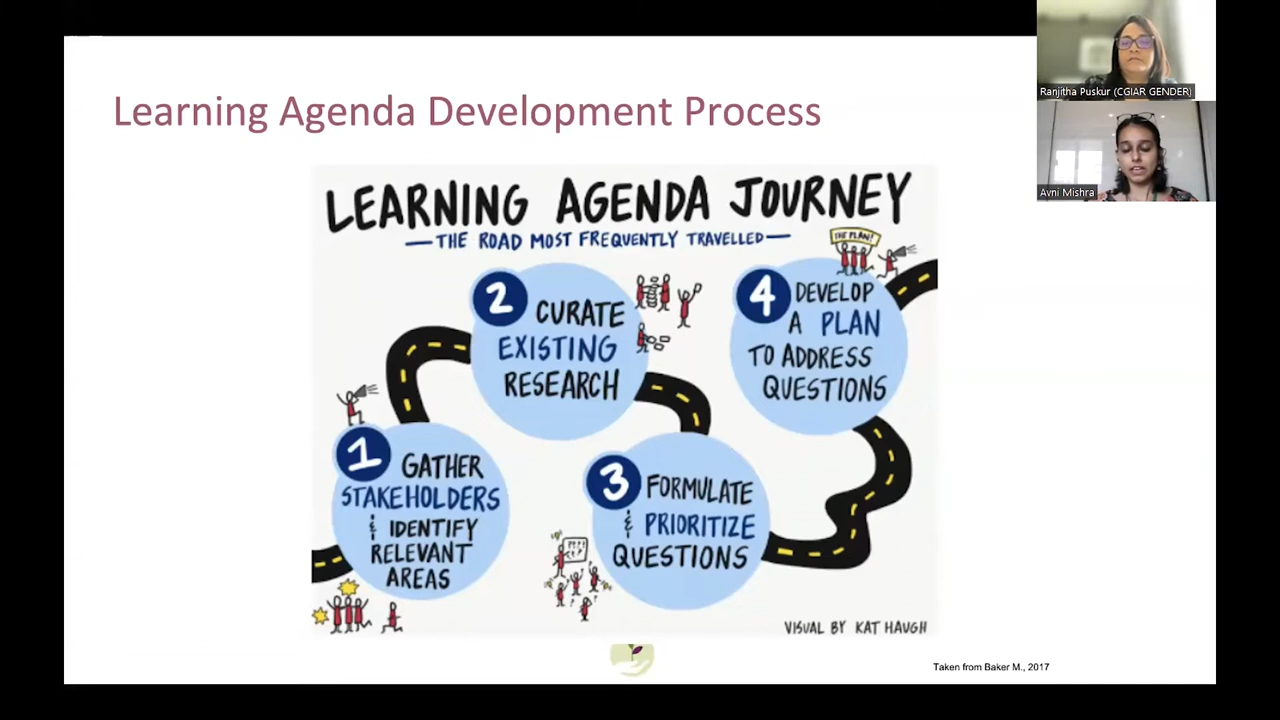 Learning Agenda Development Process
LEARNING AGENDA JOURNEY
—THE ROAD MOST FREQUENTLY TRAVELLED—
1
GATHER
STAKEHOLDERS
& IDENTIFY
RELEVANT
AREAS
2
CURATE
EXISTING
RESEARCH
3
FORMULATE
& PRIORITIZE
QUESTIONS
4
DEVELOP
A PLAN
TO ADDRESS
QUESTIONS
THE PLAN!
VISUAL BY KAT HAUGH
Taken from Baker M., 2017
Ranjitha Puskur (CGIAR GENDER)
Avni Mishra